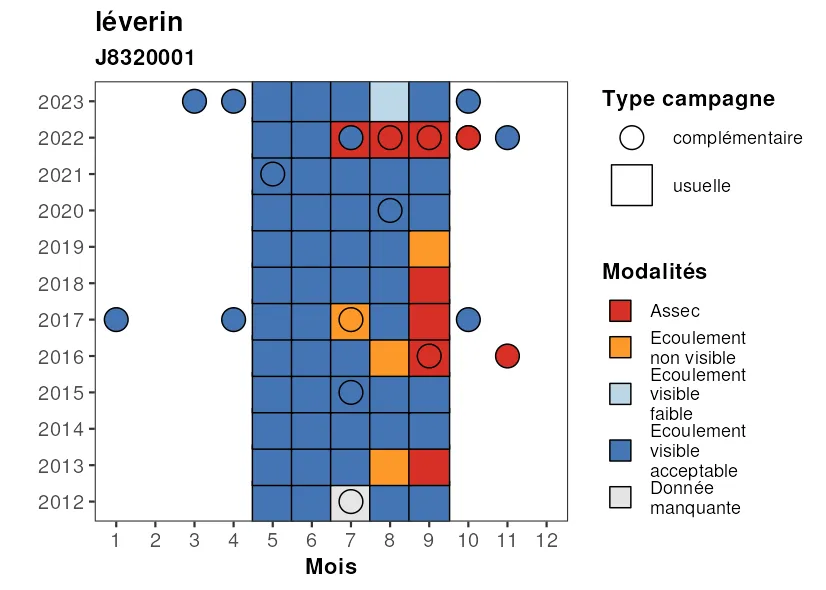 léverin
J8320001
2023
2022
2021
2020
2019
2018
2017
2016
2015
2014
2013
2012
1 2 3 4 5 6 7 8 9 10 11 12
Mois
Type campagne
complémentaire
usuelle
Modalités
Assec
Ecoulement
non visible
Ecoulement
visible
faible
Ecoulement
visible
acceptable
Donnée
manquante